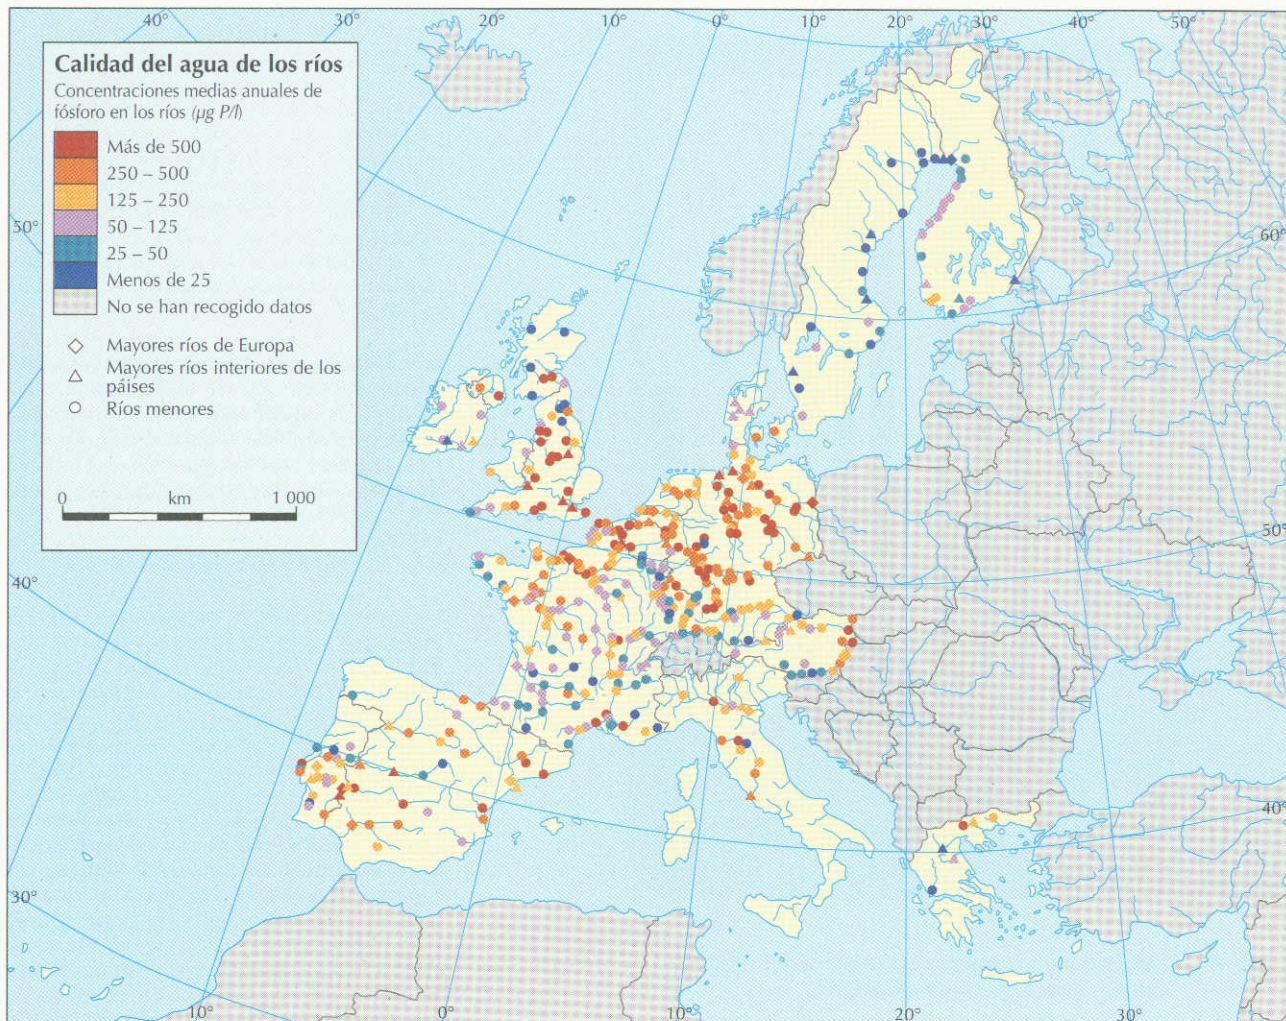 40°
30°
20°
10°
0°
10°
20°
30°
40°
50°
Calidad del agua de los ríos
Concentraciones medias anuales de
fósforo en los ríos (µg P/l)
Más de 500
250 – 500
125 – 250
50 – 125
25 – 50
Menos de 25
No se han recogido datos
Mayores ríos de Europa
Mayores ríos interiores de los
páises
Ríos menores
0 km 1 000
50°
60°
50°
40°
40°
30°
10°
0°
10°
20°
30°